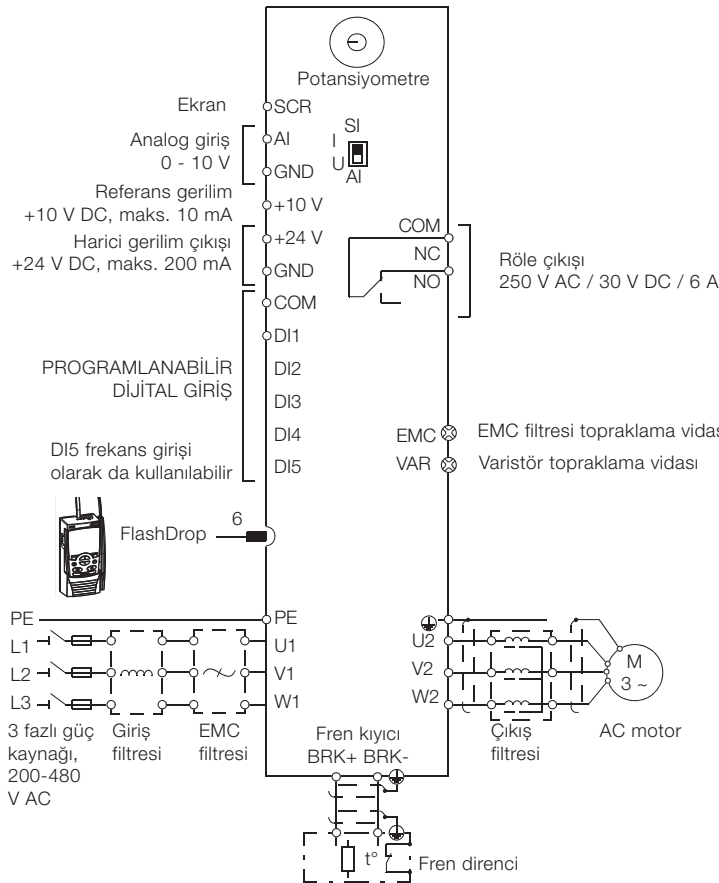 Potansiyometre
Ekran
SCR
Analog giriş
0 - 10 V
AI
GND
SI
I
U
AI
Referans gerilim
+10 V DC, maks. 10 mA
+10 V
Harici gerilim çıkışı
+24 V DC, maks. 200 mA
+24 V
GND
COM
NC
NO
Röle çıkışı
250 V AC / 30 V DC / 6 A
COM
DI1
PROGRAMLANABİLİR
DİJİTAL GİRİŞ
DI2
DI3
DI4
DI5
DI5 frekans girişi
olarak da kullanılabilir
EMC
EMC filtresi topraklama vidas
VAR
Varistör topraklama vidası
FlashDrop
6
PE
L1
L2
L3
PE
U1
V1
W1
U2
V2
W2
M
3 ~
3 fazlı güç
kaynağı,
200-480
V AC
Giriş
filtresi
EMC
filtresi
Fren kıyıcı
BRK+ BRK-
Çıkış
filtresi
AC motor
t°
Fren direnci